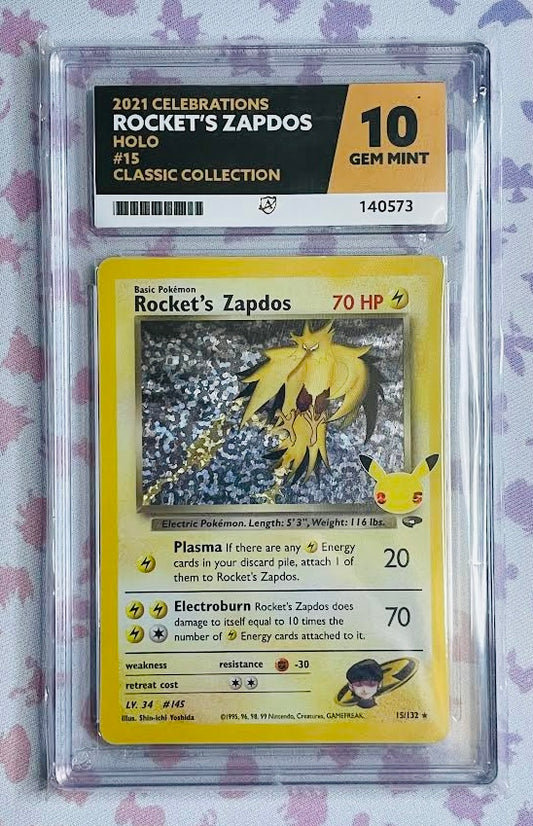 2021 CELEBRATIONS
ROCKET'S ZAPDOS
HOLO
#15
CLASSIC COLLECTION
10
GEM MINT
140573
Basic Pokémon
Rocket's Zapdos 70 HP
Electric Pokémon. Length: 5'3", Weight: 116 lbs.
Plasma If there are any Energy
cards in your discard pile, attach 1 of
them to Rocket's Zapdos.
20
Electroburn Rocket's Zapdos does
damage to itself equal to 10 times the
number of Energy cards attached to it.
70
weakness resistance -30
retreat cost
LV. 34 #145
Illus. Shin-ichi Yoshida ©1995, 96, 98, 99 Nintendo, Creatures, GAMEFREAK. 15/132 ★